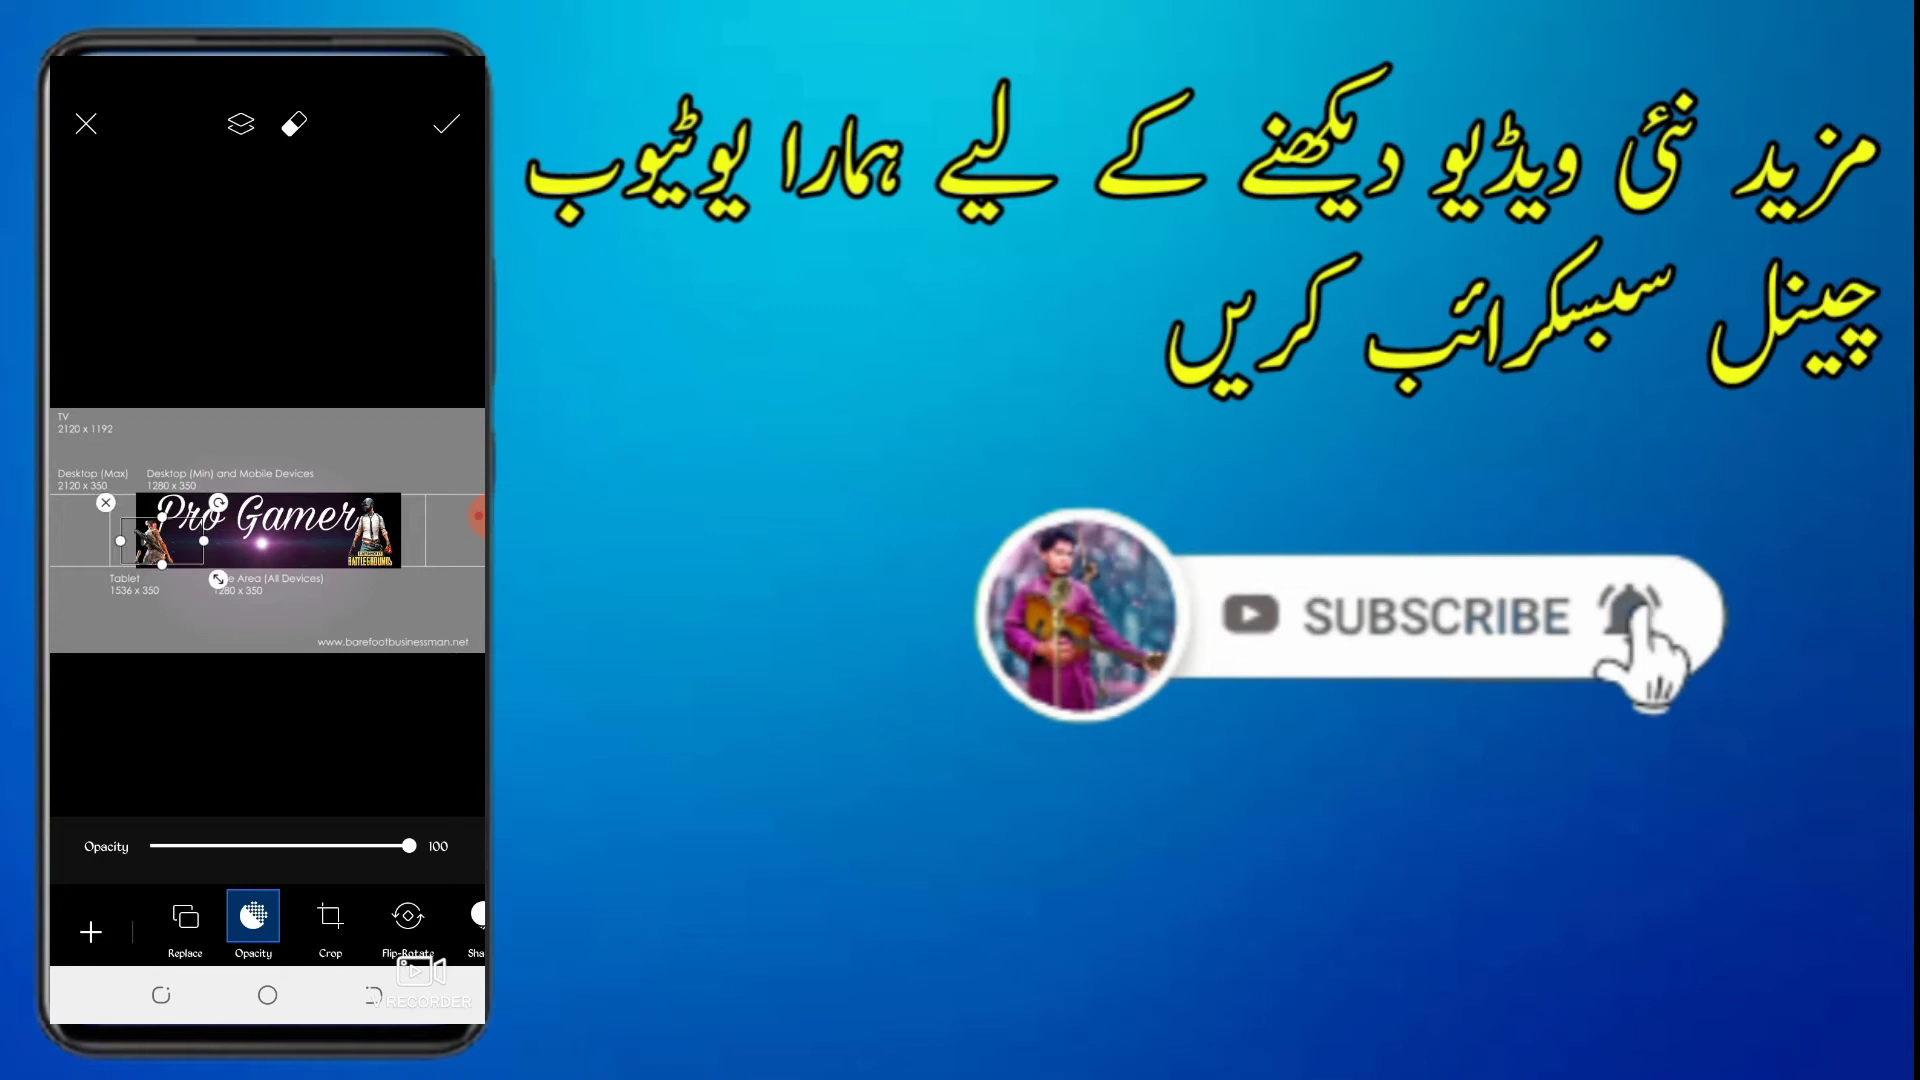 مزید نئی ویڈیو دیکھنے کے لیے ہمارا یوٹیوب
چینل سبسکرائب کریں
TV
2120 x 1192
Desktop (Max)
2120 x 350
Desktop (Min) and Mobile Devices
1280 x 350
Pro Gamer
BATTLEGROUNDS
Tablet
1536 x 350
e Area (All Devices)
1280 x 350
www.barefootbusinessman.net
SUBSCRIBE
Opacity
100
Replace
Opacity
Crop
Flip-Rotate
Sha
V RECORDER